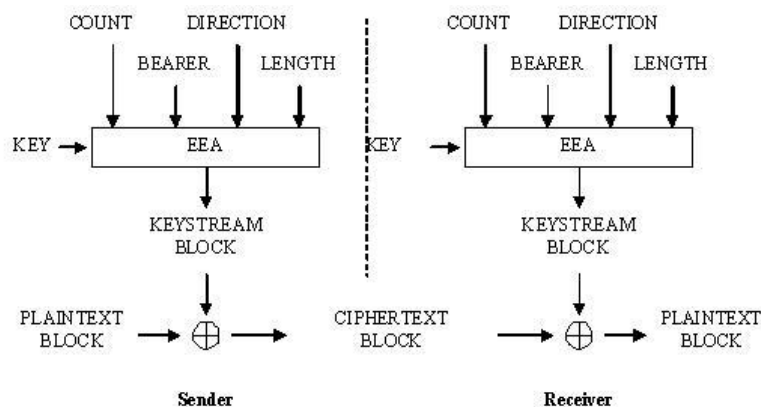 COUNT DIRECTION COUNT DIRECTION
BEARER LENGTH BEARER LENGTH
KEY EEA KEY EEA
KEYSTREAM BLOCK KEYSTREAM BLOCK
PLAINTEXT BLOCK CIPHERTEXT BLOCK PLAINTEXT BLOCK
Sender Receiver